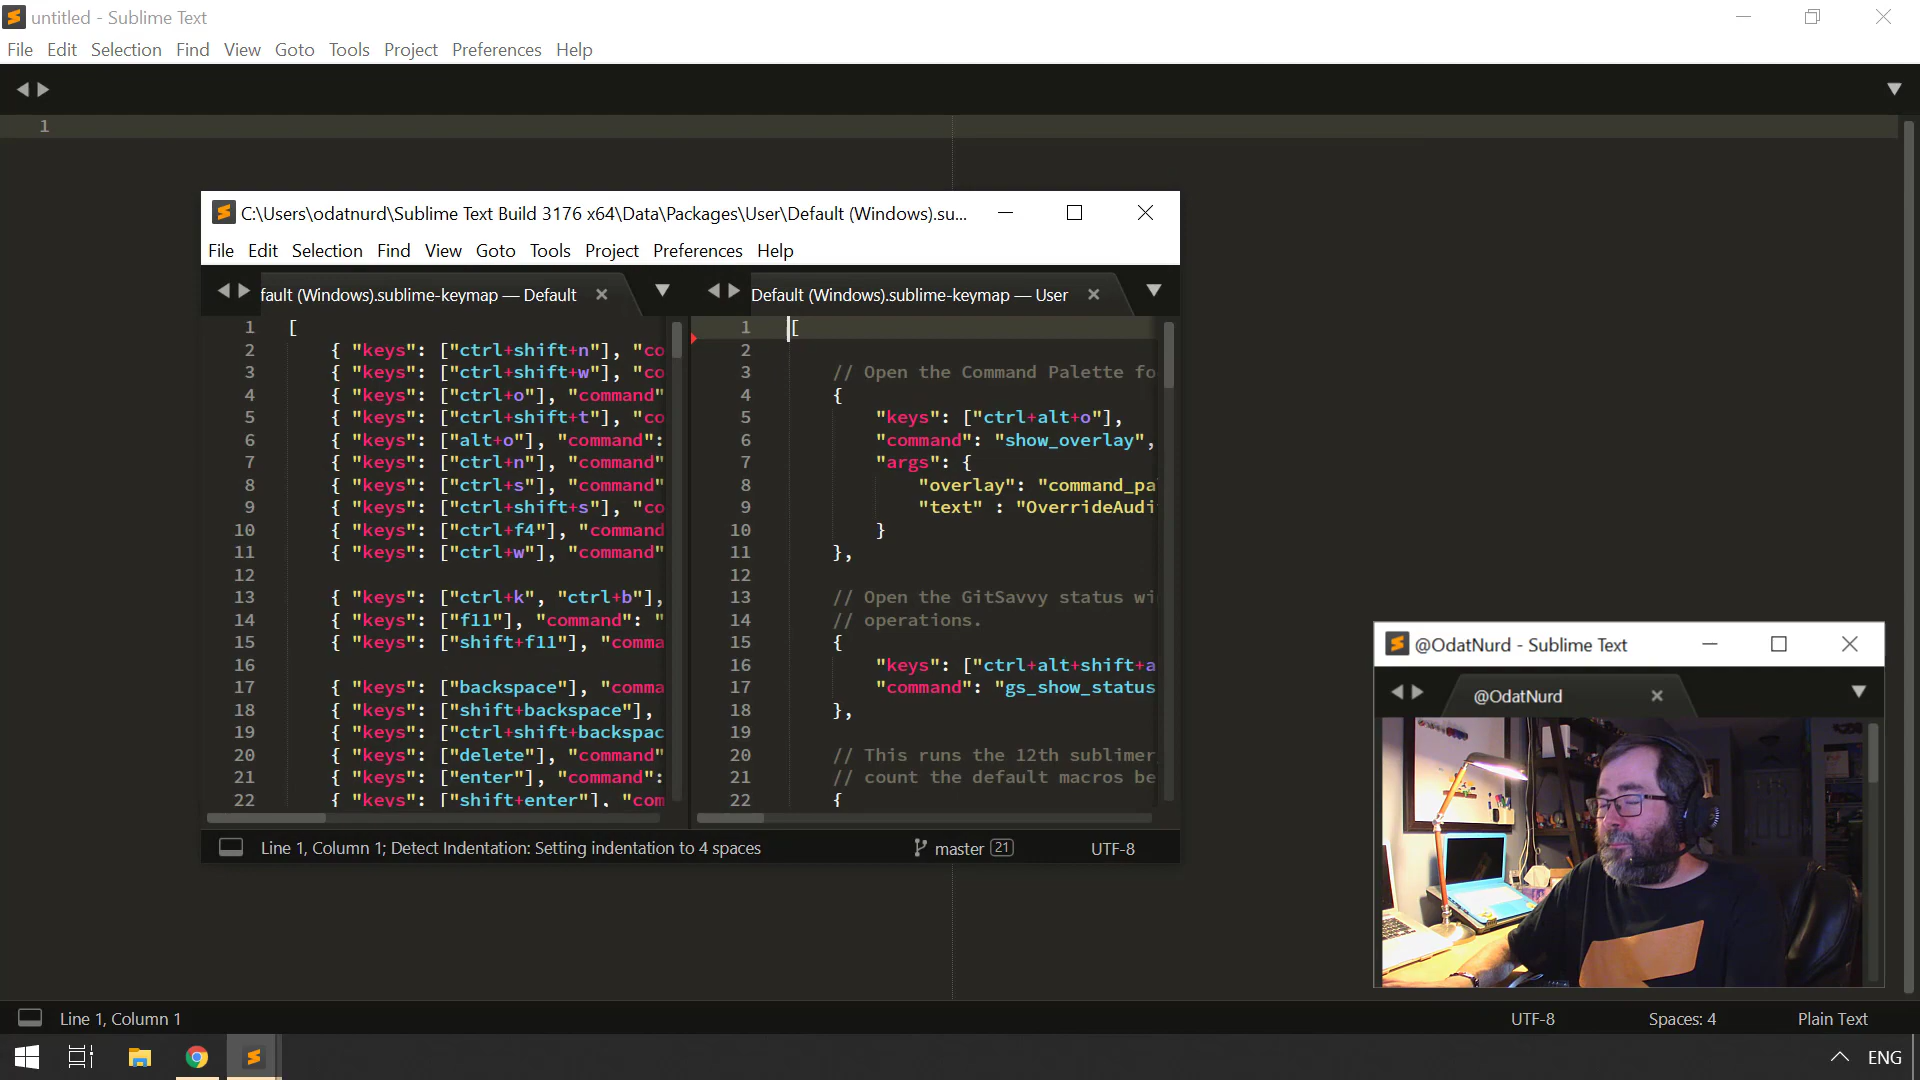 untitled - Sublime Text
File Edit Selection Find View Goto Tools Project Preferences Help
1
C:\Users\odatnurd\Sublime Text Build 3176 x64\Data\Packages\User\Default (Windows).su...
File Edit Selection Find View Goto Tools Project Preferences Help
fault (Windows).sublime-keymap — Default
1 [
2 { "keys": ["ctrl+shift+n"], "co
3 { "keys": ["ctrl+shift+w"], "co
4 { "keys": ["ctrl+o"], "command"
5 { "keys": ["ctrl+shift+t"], "co
6 { "keys": ["alt+o"], "command":
7 { "keys": ["ctrl+n"], "command"
8 { "keys": ["ctrl+s"], "command"
9 { "keys": ["ctrl+shift+s"], "co
10 { "keys": ["ctrl+f4"], "command
11 { "keys": ["ctrl+w"], "command"
12
13 { "keys": ["ctrl+k", "ctrl+b"],
14 { "keys": ["f11"], "command": "
15 { "keys": ["shift+f11"], "comma
16
17 { "keys": ["backspace"], "comma
18 { "keys": ["shift+backspace"],
19 { "keys": ["ctrl+shift+backspac
20 { "keys": ["delete"], "command"
21 { "keys": ["enter"], "command":
22 { "keys": ["shift+enter"], "com
Default (Windows).sublime-keymap — User
1 [
2
3 // Open the Command Palette fo
4 {
5 "keys": ["ctrl+alt+o"],
6 "command": "show_overlay",
7 "args": {
8 "overlay": "command_pa
9 "text" : "OverrideAudi
10 }
11 },
12
13 // Open the GitSavvy status wi
14 // operations.
15 {
16 "keys": ["ctrl+alt+shift+a
17 "command": "gs_show_status
18 },
19
20 // This runs the 12th sublimer
21 // count the default macros be
22 {
Line 1, Column 1; Detect Indentation: Setting indentation to 4 spaces
master 21
UTF-8
@OdatNurd - Sublime Text
@OdatNurd
Line 1, Column 1
UTF-8
Spaces: 4
Plain Text
ENG